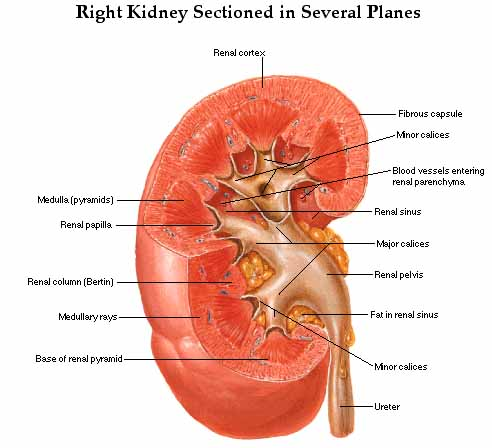 Right Kidney Sectioned in Several Planes
Renal cortex
Fibrous capsule
Minor calices
Blood vessels entering
renal parenchyma
Medulla (pyramids)
Renal sinus
Renal papilla
Major calices
Renal pelvis
Renal column (Bertin)
Medullary rays
Fat in renal sinus
Base of renal pyramid
Minor calices
Ureter